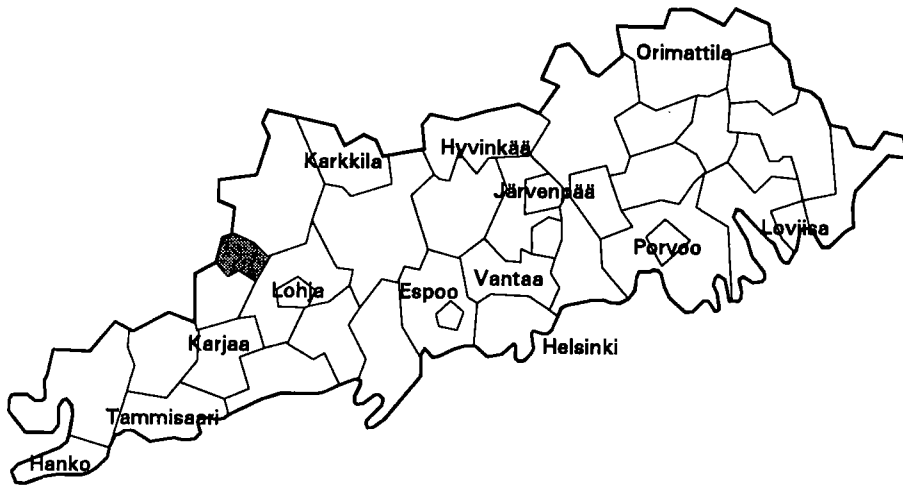 Orimattila
Karkkila
Hyvinkää
Järvenpää
Loviisa
Porvoo
Vantaa
Espoo
Lohja
Karjaa
Helsinki
Tammisaari
Hanko